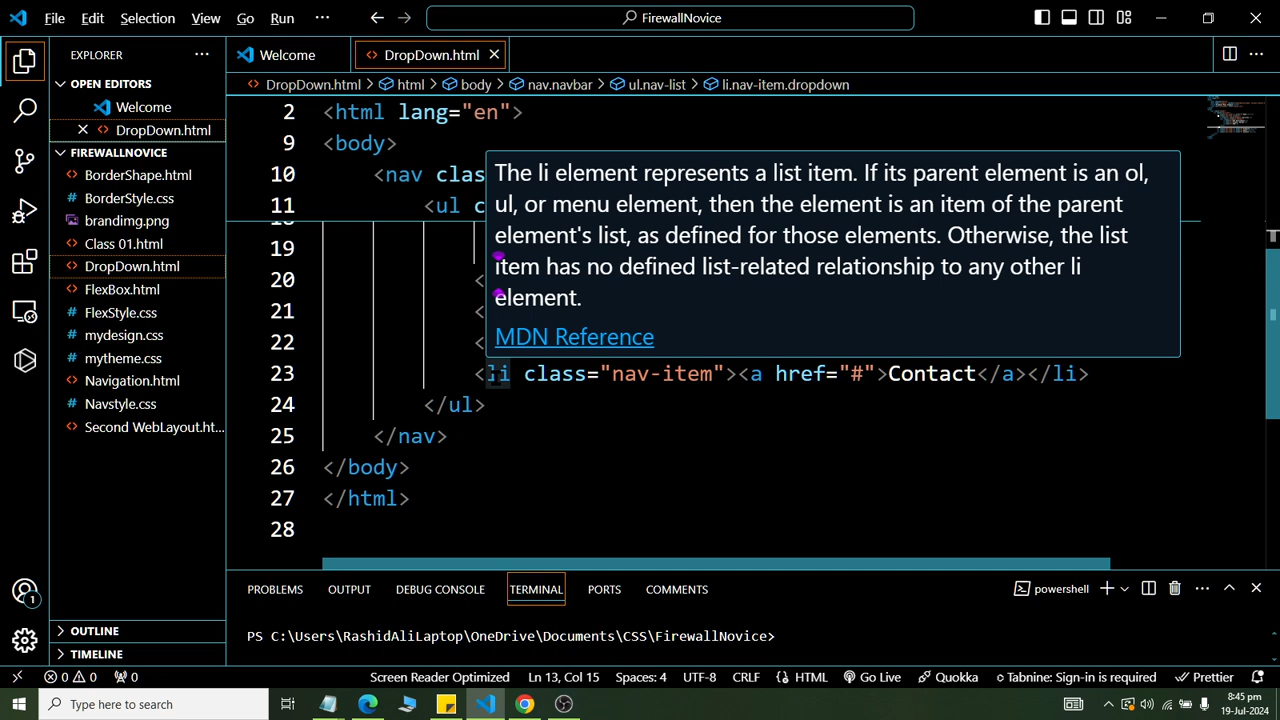 File Edit Selection View Go Run ··· FirewallNovice
EXPLORER ···
OPEN EDITORS
Welcome
DropDown.html
FIREWALLNOVICE
BorderShape.html
BorderStyle.css
brandimg.png
Class 01.html
DropDown.html
FlexBox.html
FlexStyle.css
mydesign.css
mytheme.css
Navigation.html
Navstyle.css
Second WebLayout.ht...
OUTLINE
TIMELINE
Welcome DropDown.html
DropDown.html > html > body > nav.navbar > ul.nav-list > li.nav-item.dropdown
2 <html lang="en">
9 <body>
10 <nav clas
11 <ul c
The li element represents a list item. If its parent element is an ol,
ul, or menu element, then the element is an item of the parent
element's list, as defined for those elements. Otherwise, the list
item has no defined list-related relationship to any other li
element.
MDN Reference
19
20 <
21 <
22 <
23 <li class="nav-item"><a href="#">Contact</a></li>
24 </ul>
25 </nav>
26 </body>
27 </html>
28
PROBLEMS OUTPUT DEBUG CONSOLE TERMINAL PORTS COMMENTS powershell
PS C:\Users\RashidAliLaptop\OneDrive\Documents\CSS\FirewallNovice>
1
0 0 0 Screen Reader Optimized Ln 13, Col 15 Spaces: 4 UTF-8 CRLF HTML Go Live Quokka Tabnine: Sign-in is required Prettier
Type here to search
8:45 pm
19-Jul-2024